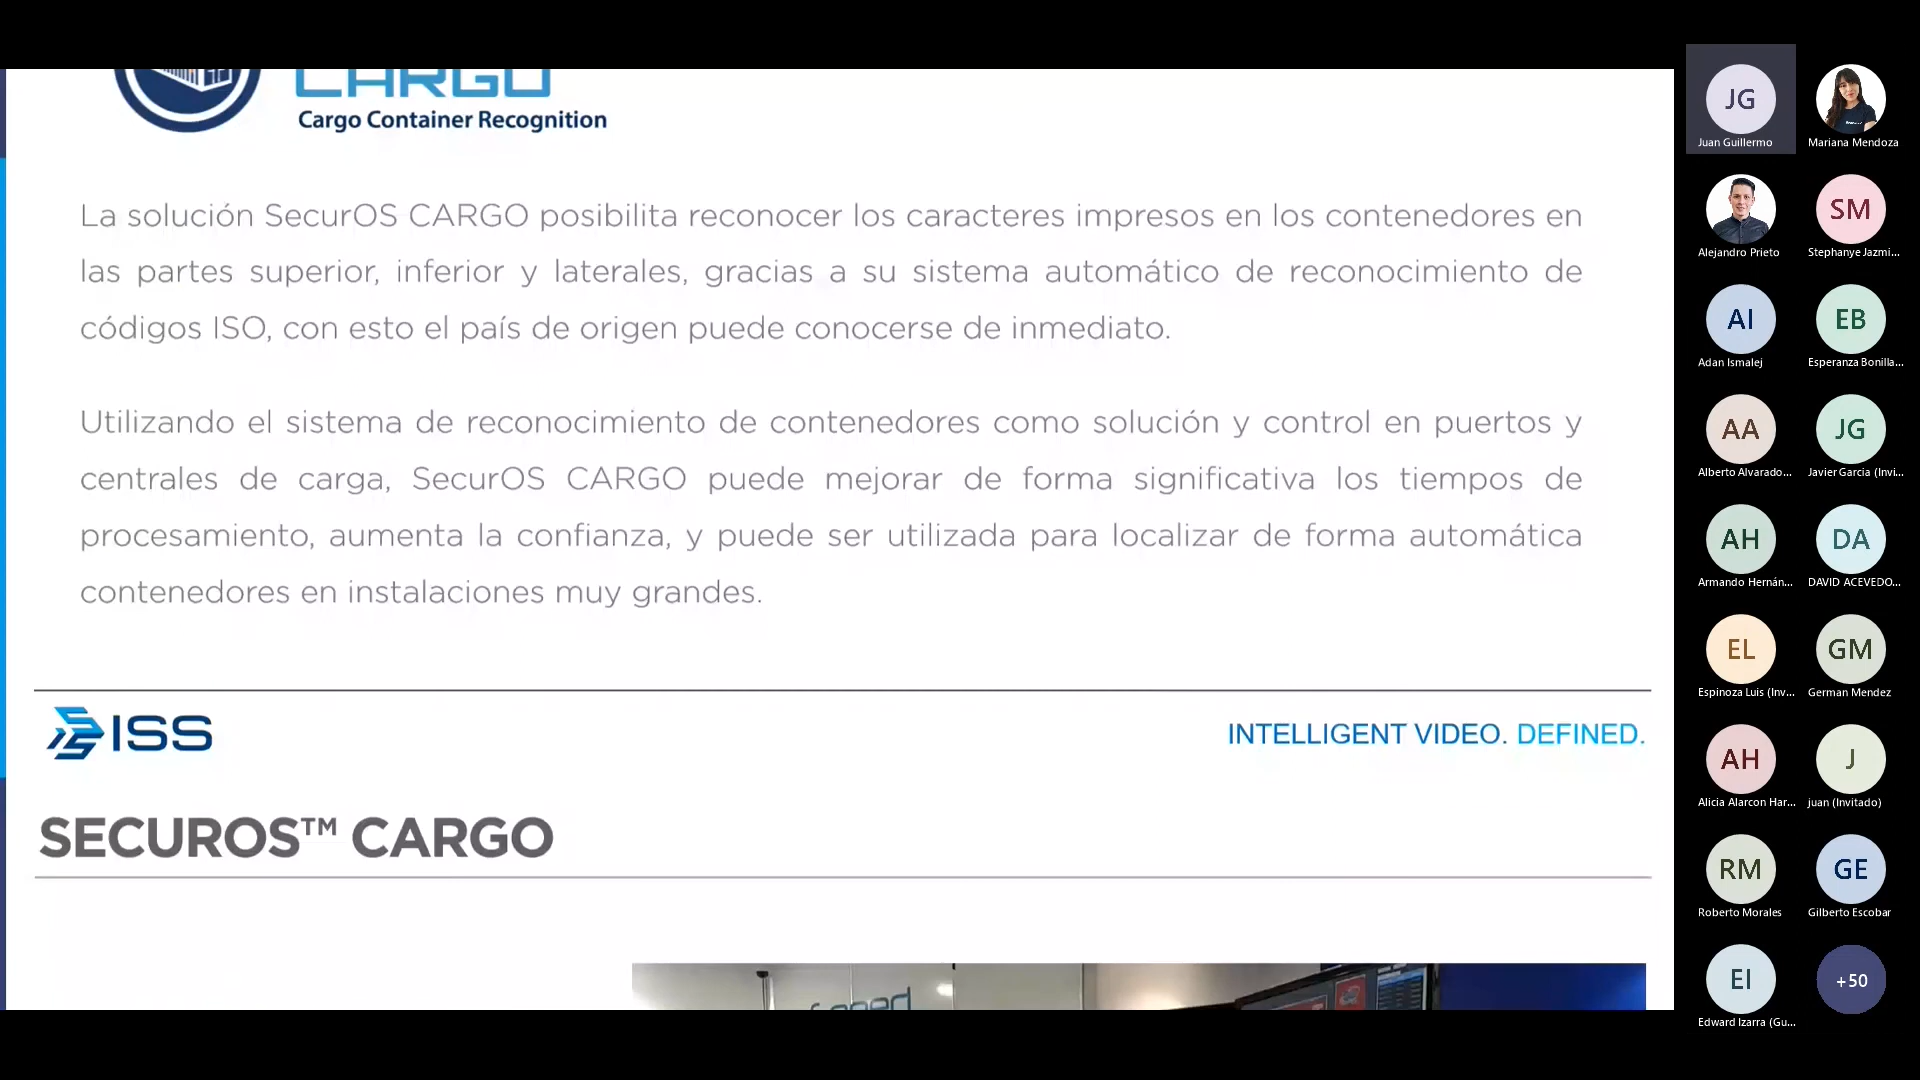 CARGO
Cargo Container Recognition
La solución SecurOS CARGO posibilita reconocer los caracteres impresos en los contenedores en
las partes superior, inferior y laterales, gracias a su sistema automático de reconocimiento de
códigos ISO, con esto el país de origen puede conocerse de inmediato.
Utilizando el sistema de reconocimiento de contenedores como solución y control en puertos y
centrales de carga, SecurOS CARGO puede mejorar de forma significativa los tiempos de
procesamiento, aumenta la confianza, y puede ser utilizada para localizar de forma automática
contenedores en instalaciones muy grandes.
ISS
INTELLIGENT VIDEO. DEFINED.
SECUROS™ CARGO
JG
Juan Guillermo
Mariana Mendoza
Alejandro Prieto
SM
Stephanye Jazmi...
AI
Adan Ismalej
EB
Esperanza Bonilla...
AA
Alberto Alvarado...
JG
Javier Garcia (Invi...
AH
Armando Hernán...
DA
DAVID ACEVEDO...
EL
Espinoza Luis (Inv...
GM
German Mendez
AH
Alicia Alarcon Har...
J
juan (Invitado)
RM
Roberto Morales
GE
Gilberto Escobar
EI
Edward Izarra (Gu...
+50